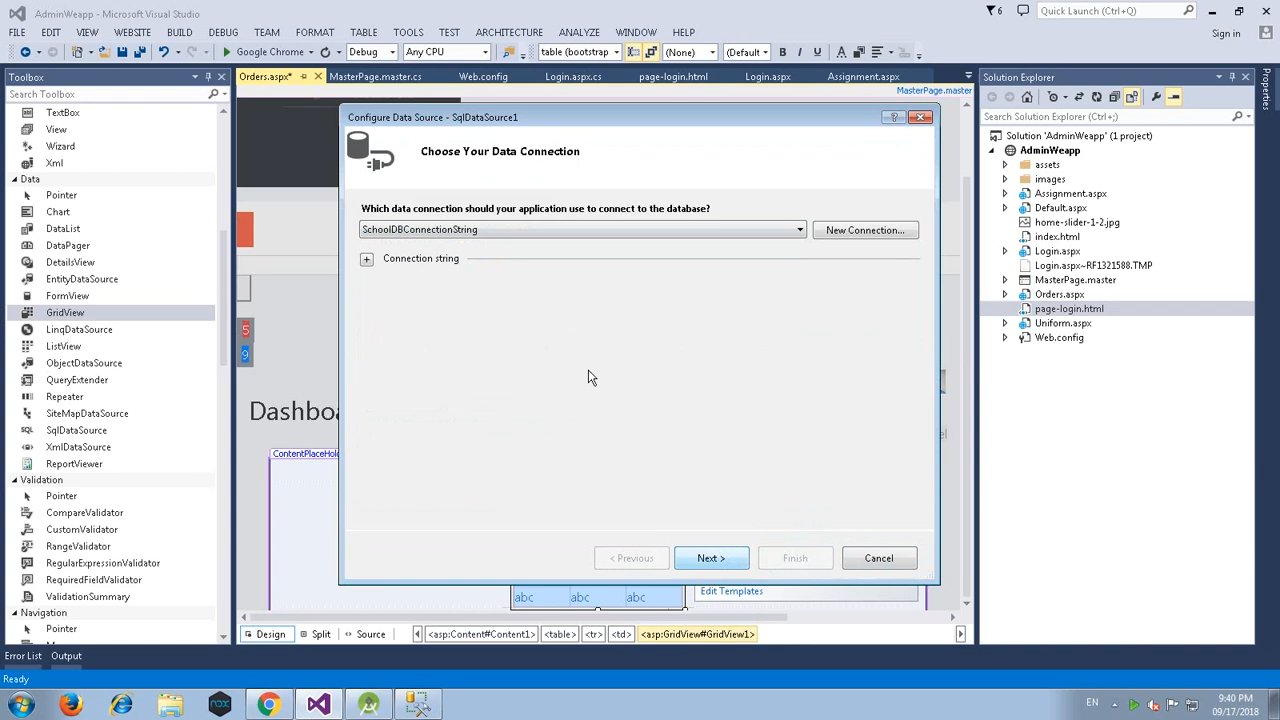 AdminWeapp - Microsoft Visual Studio
6
Quick Launch (Ctrl+;)
FILE EDIT VIEW WEBSITE BUILD DEBUG TEAM FORMAT TABLE TOOLS TEST ARCHITECTURE ANALYZE WINDOW HELP
Sign in
Google Chrome
Debug
Any CPU
table (bootstrap
(None)
(Default
B I U A
Toolbox
Search Toolbox
TextBox
View
Wizard
Xml
Data
Pointer
Chart
DataList
DataPager
DetailsView
EntityDataSource
FormView
GridView
LinqDataSource
ListView
ObjectDataSource
QueryExtender
Repeater
SiteMapDataSource
SqlDataSource
XmlDataSource
ReportViewer
Validation
Pointer
CompareValidator
CustomValidator
RangeValidator
RegularExpressionValidator
RequiredFieldValidator
ValidationSummary
Navigation
Pointer
Orders.aspx*
MasterPage.master.cs
Web.config
Login.aspx.cs
page-login.html
Login.aspx
Assignment.aspx
MasterPage.master
5
9
Dashboa
ContentPlaceHol
Configure Data Source - SqlDataSource1
Choose Your Data Connection
Which data connection should your application use to connect to the database?
SchoolDBConnectionString
New Connection...
Connection string
< Previous
Next >
Finish
Cancel
abc abc abc
Edit Templates
Design
Split
Source
<asp:Content#Content1>
<table>
<tr>
<td>
<asp:GridView#GridView1>
Solution Explorer
Search Solution Explorer (Ctrl+;)
Solution 'AdminWeapp' (1 project)
AdminWeapp
assets
images
Assignment.aspx
Default.aspx
home-slider-1-2.jpg
index.html
Login.aspx
Login.aspx~RF1321588.TMP
MasterPage.master
Orders.aspx
page-login.html
Uniform.aspx
Web.config
Properties
Error List
Output
Ready
nox
EN
9:40 PM
09/17/2018